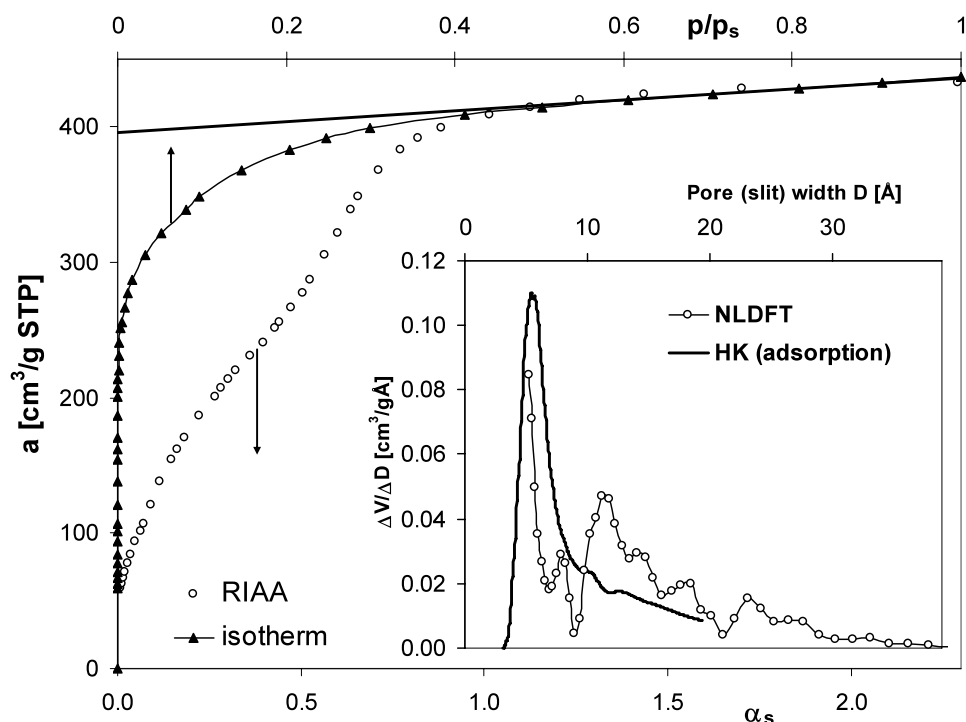 0 0.2 0.4 0.6 0.8 1
p/pₛ
a [cm³/g STP]
400
300
200
100
0
Pore (slit) width D [Å]
0 10 20 30
ΔV/ΔD [cm³/gÅ]
0.12
0.10
0.08
0.06
0.04
0.02
0.00
NLDFT
HK (adsorption)
RIAA
isotherm
0.0 0.5 1.0 1.5 2.0
αₛ